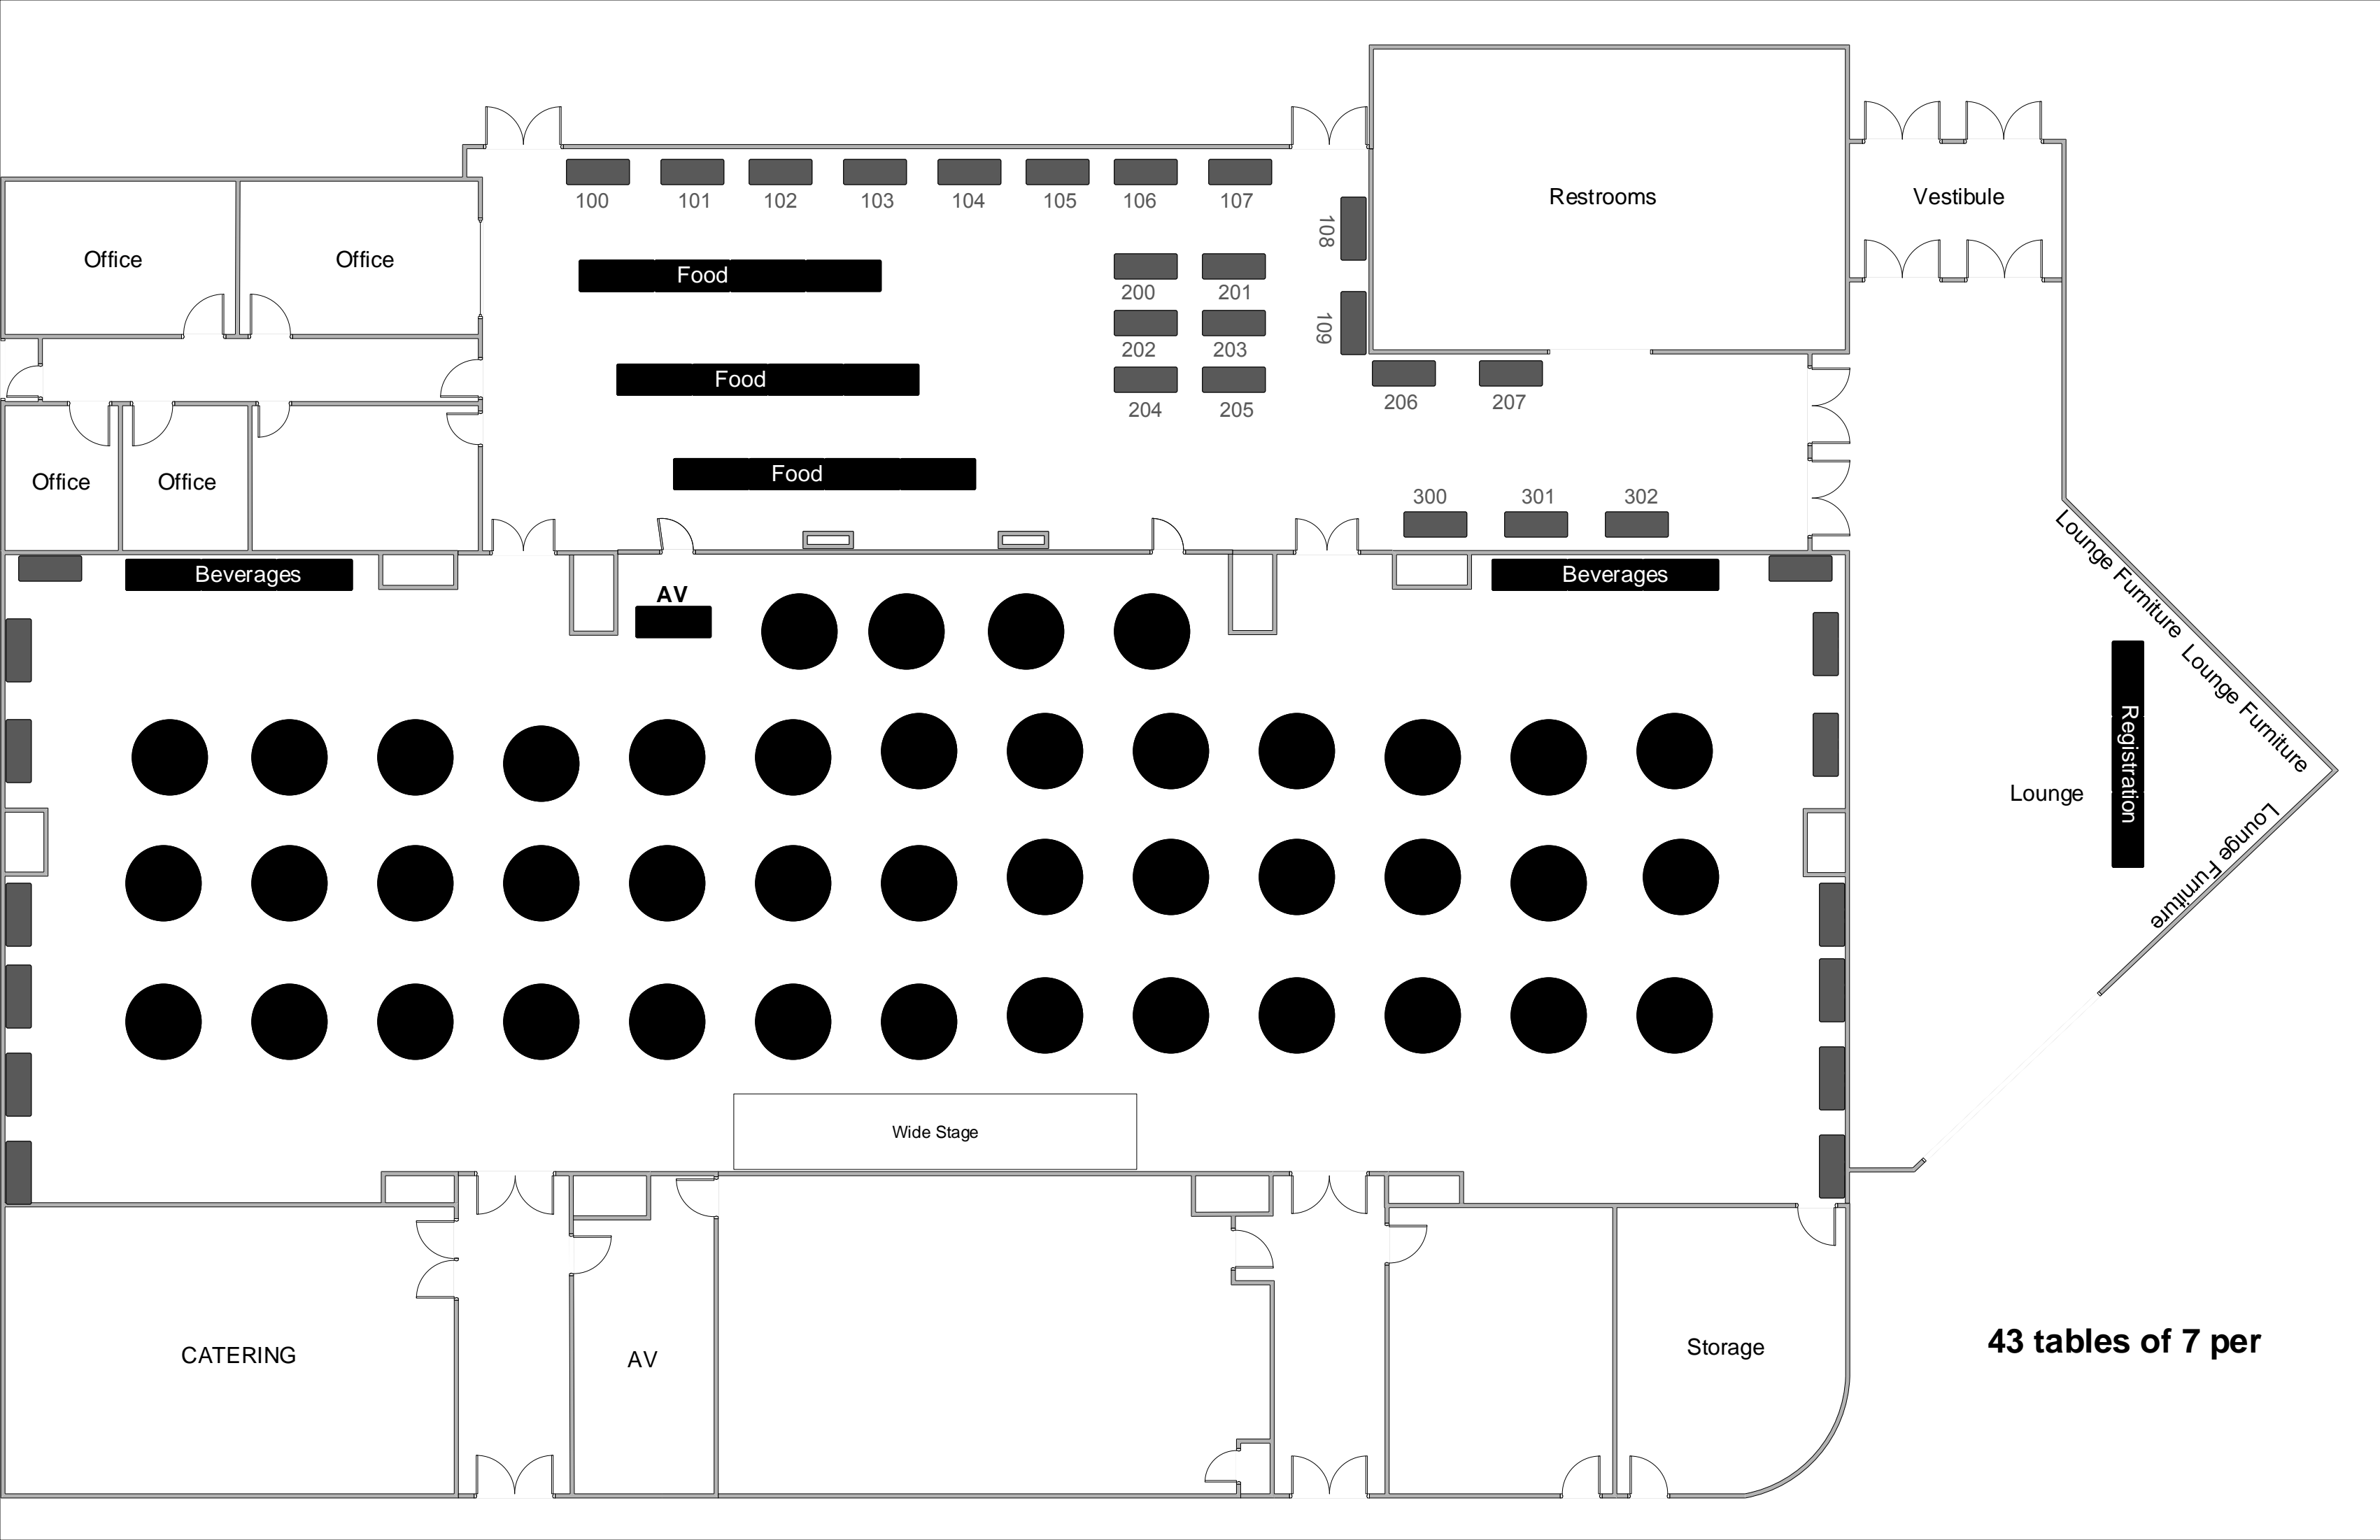 Restrooms
Vestibule
100
101
102
103
104
105
106
107
108
109
Office
Office
Food
200
201
202
203
204
205
206
207
Food
Food
Office
Office
300
301
302
Lounge Furniture
Lounge Furniture
Lounge Furniture
Beverages
AV
Beverages
Registration
Lounge
Wide Stage
CATERING
AV
Storage
43 tables of 7 per